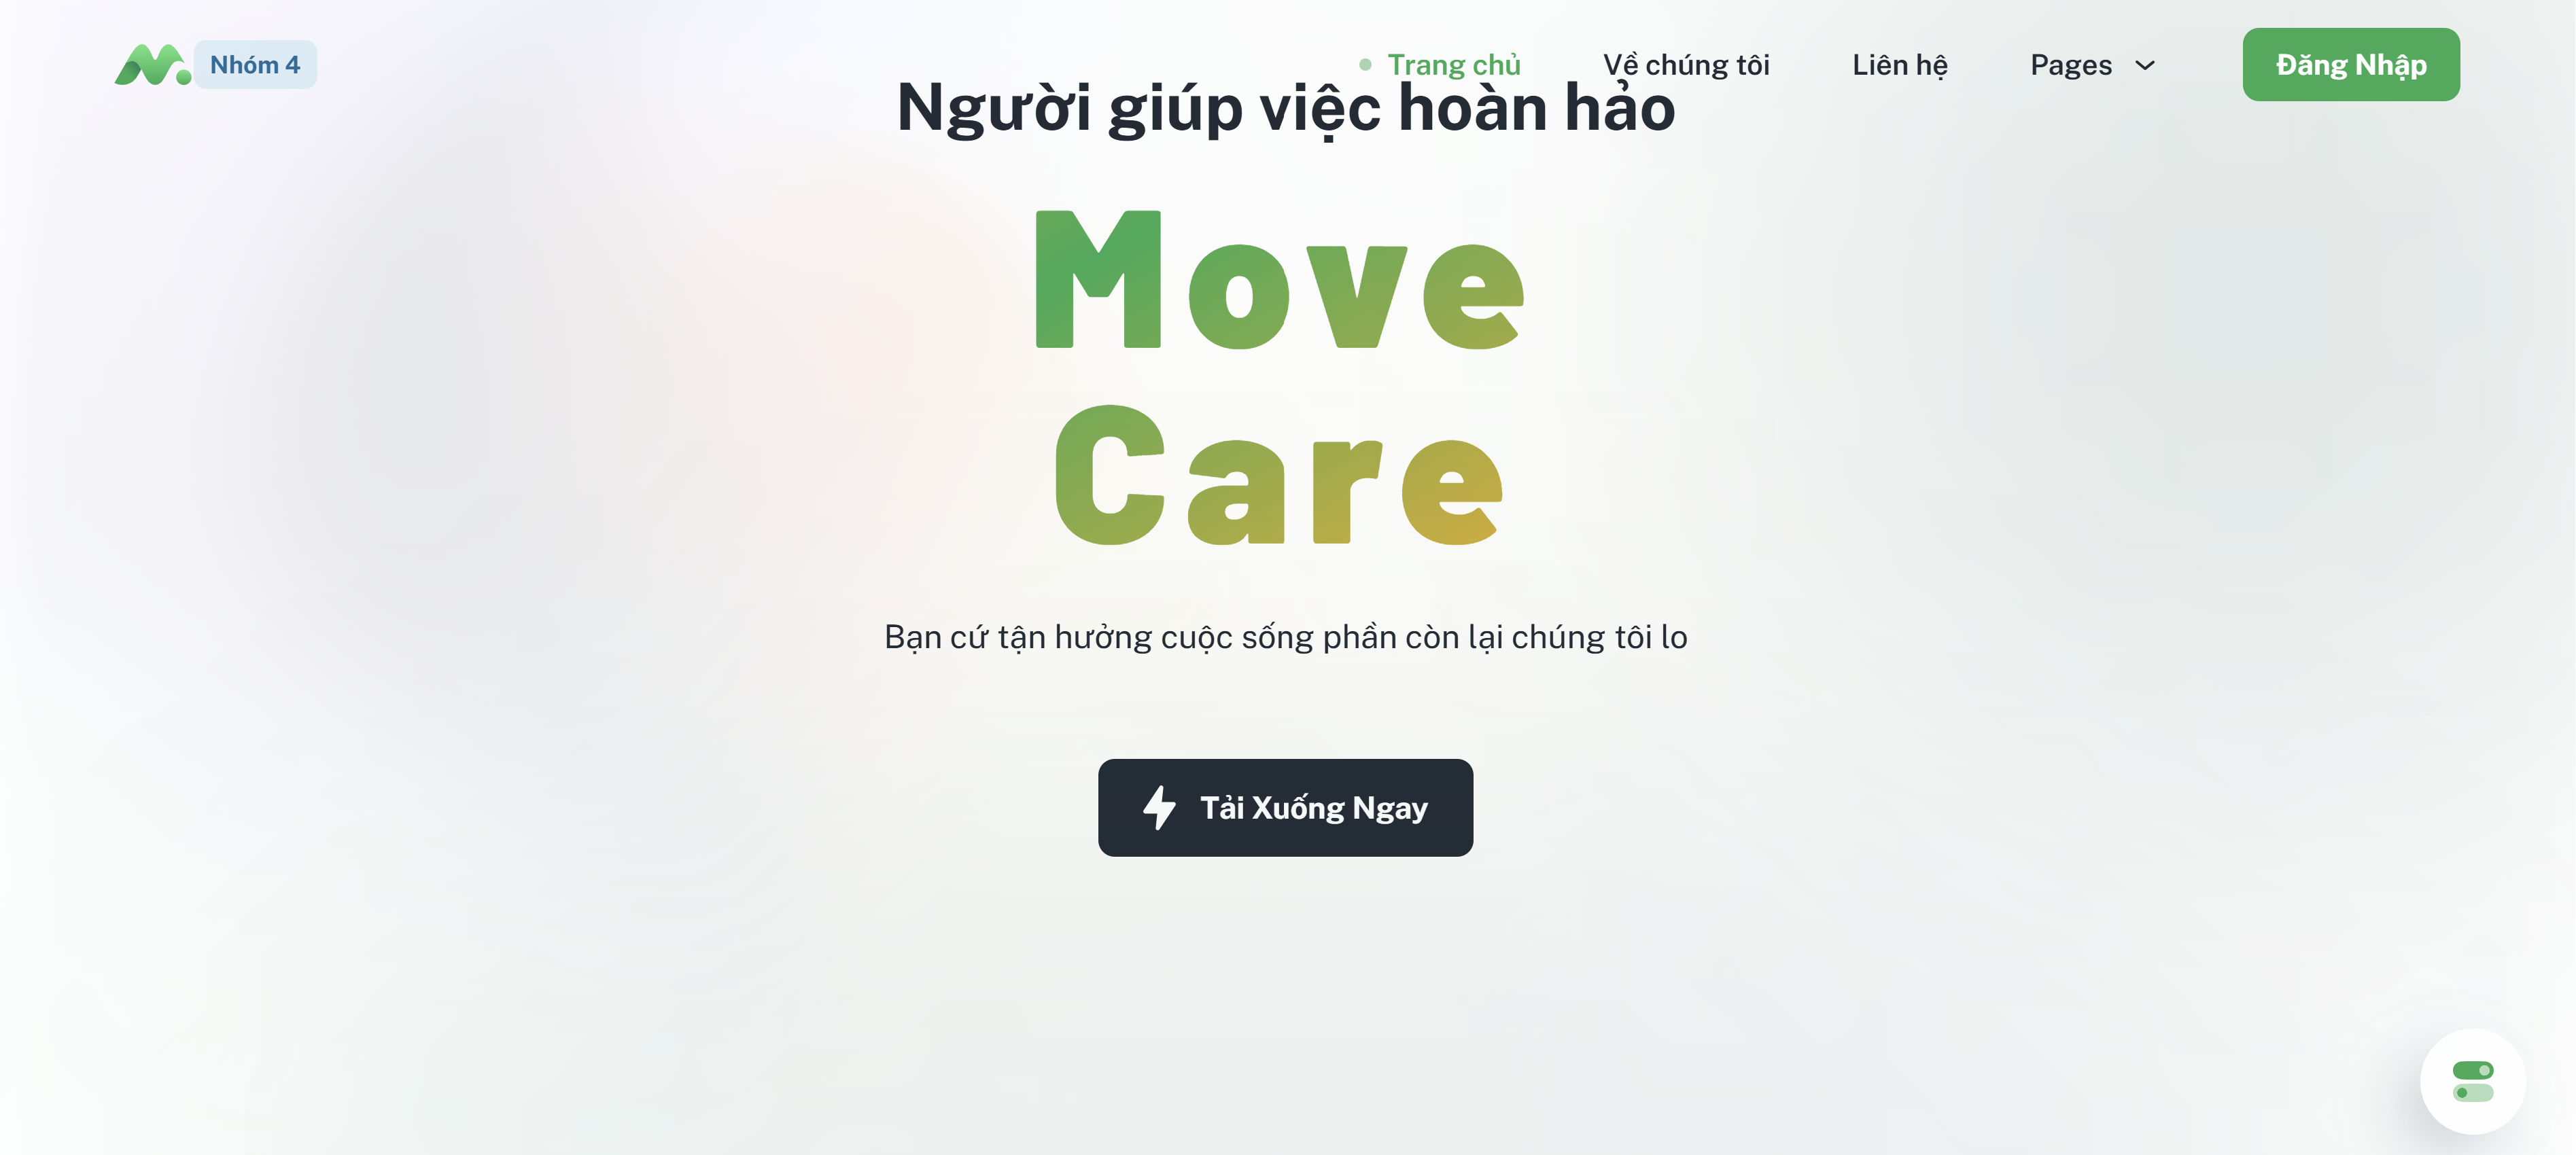 Nhóm 4
Trang chủ
Về chúng tôi
Liên hệ
Pages
Đăng Nhập
Người giúp việc hoàn hảo
Move
Care
Bạn cứ tận hưởng cuộc sống phần còn lại chúng tôi lo
Tải Xuống Ngay